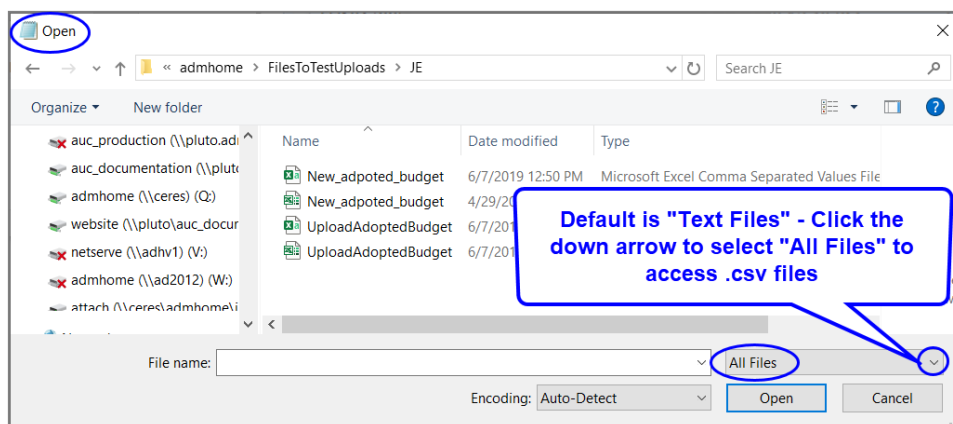 Open
« admhome > FilesToTestUploads > JE
Search JE
Organize
New folder
Name
Date modified
Type
auc_production (\\pluto.ad
auc_documentation (\\plut
admhome (\\ceres) (Q:)
website (\\pluto\auc_docur
netserve (\\adhv1) (V:)
admhome (\\ad2012) (W:)
attach (\\ceres\admhome\i
New_adpoted_budget 6/7/2019 12:50 PM Microsoft Excel Comma Separated Values File
New_adpoted_budget 4/29/20
UploadAdoptedBudget 6/7/201
UploadAdoptedBudget 6/7/201
Default is "Text Files" - Click the
down arrow to select "All Files" to
access .csv files
File name:
All Files
Encoding: Auto-Detect
Open
Cancel